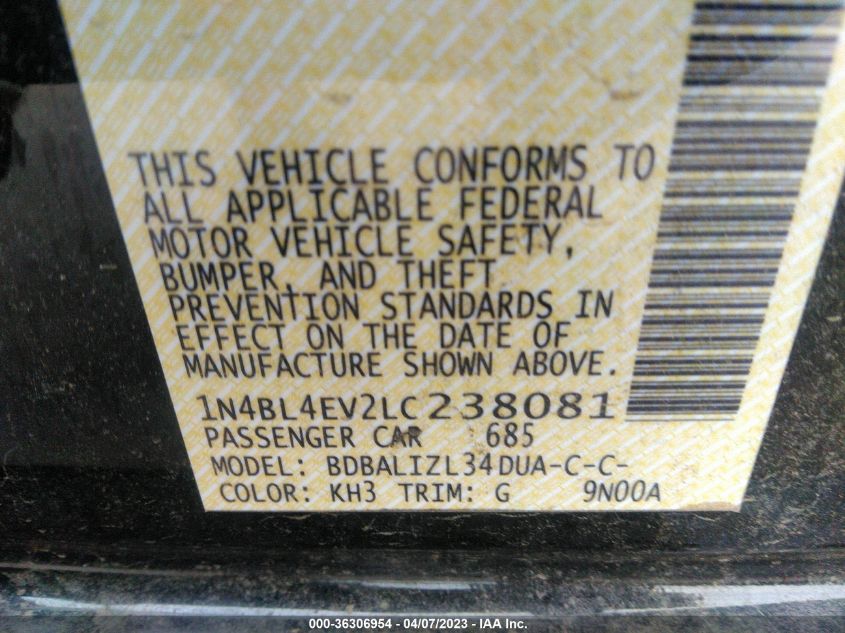 THIS VEHICLE CONFORMS TO
ALL APPLICABLE FEDERAL
MOTOR VEHICLE SAFETY,
BUMPER, AND THEFT
PREVENTION STANDARDS IN
EFFECT ON THE DATE OF
MANUFACTURE SHOWN ABOVE.
1N4BL4EV2LC238081
PASSENGER CAR 685
MODEL: BDBALIZL34DUA-C-C-
COLOR: KH3 TRIM: G 9N00A
000-36306954 - 04/07/2023 - IAA Inc.